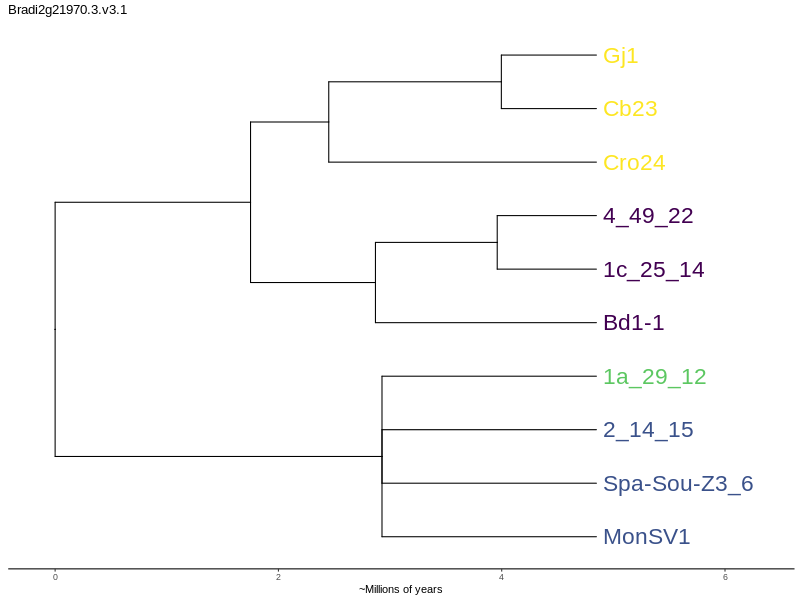 Bradi2g21970.3.v3.1
Gj1
Cb23
Cro24
4_49_22
1c_25_14
Bd1-1
1a_29_12
2_14_15
Spa-Sou-Z3_6
MonSV1
0 2 4 6
~Millions of years